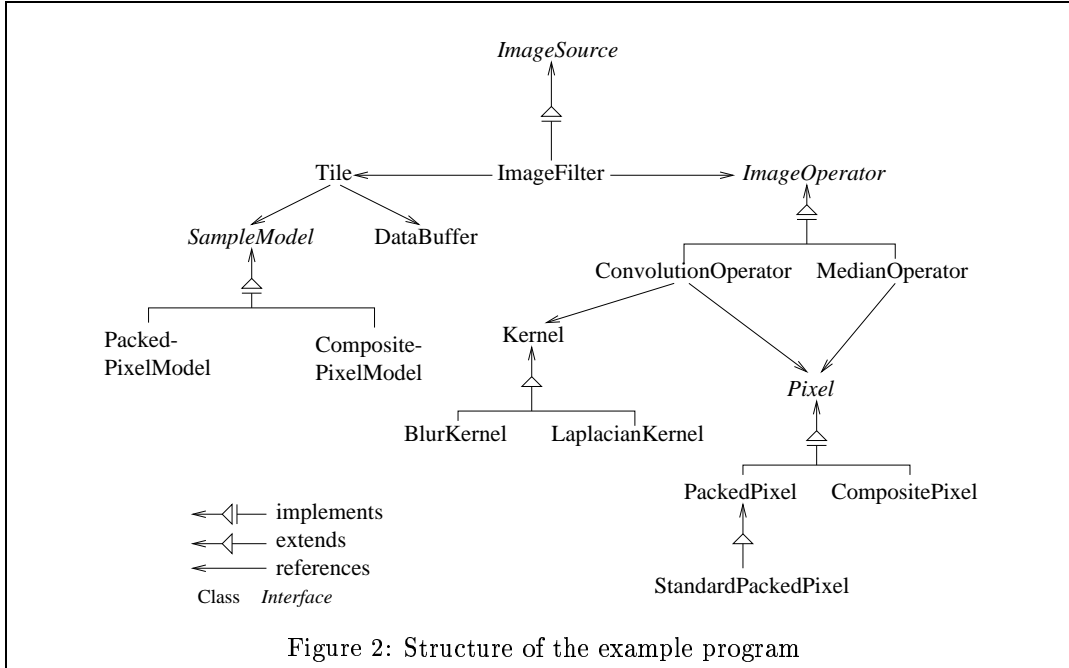 ImageSource
Tile
ImageFilter
ImageOperator
SampleModel
DataBuffer
ConvolutionOperator
MedianOperator
Packed-
PixelModel
Composite-
PixelModel
Kernel
Pixel
BlurKernel
LaplacianKernel
PackedPixel
CompositePixel
StandardPackedPixel
implements
extends
references
Class Interface
Figure 2: Structure of the example program